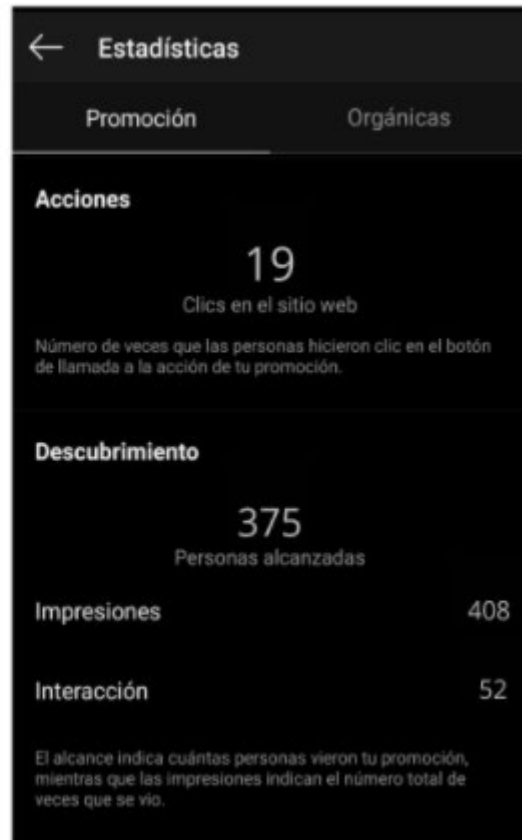 Estadísticas
Promoción Orgánicas
Acciones
19
Clics en el sitio web
Número de veces que las personas hicieron clic en el botón
de llamada a la acción de tu promoción.
Descubrimiento
375
Personas alcanzadas
Impresiones 408
Interacción 52
El alcance indica cuántas personas vieron tu promoción,
mientras que las impresiones indican el número total de
veces que se vio.